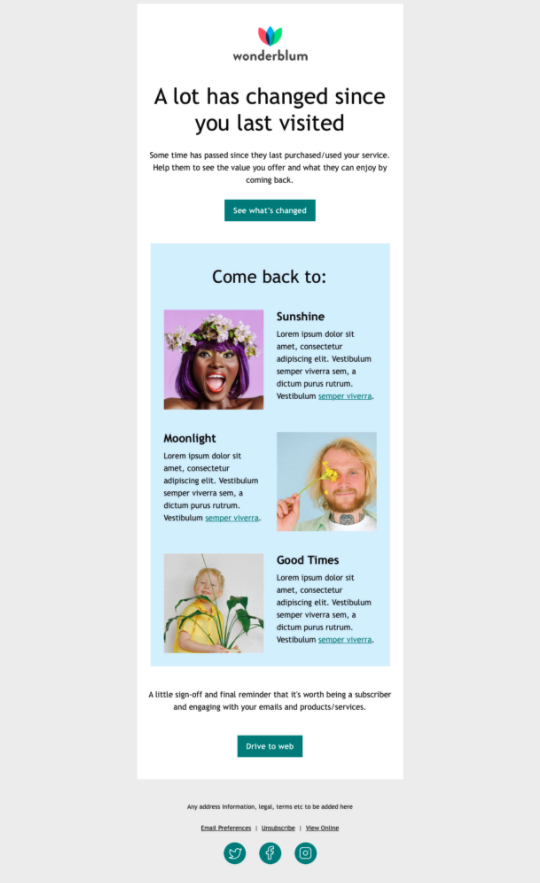 wonderblum
A lot has changed since
you last visited
Some time has passed since they last purchased/used your service.
Help them to see the value you offer and what they can enjoy by
coming back.
See what's changed
Come back to:
Sunshine
Lorem ipsum dolor sit
amet, consectetur
adipiscing elit. Vestibulum
semper viverra sem, a
dictum purus rutrum.
Vestibulum semper viverra.
Moonlight
Lorem ipsum dolor sit
amet, consectetur
adipiscing elit. Vestibulum
semper viverra sem, a
dictum purus rutrum.
Vestibulum semper viverra.
Good Times
Lorem ipsum dolor sit
amet, consectetur
adipiscing elit. Vestibulum
semper viverra sem, a
dictum purus rutrum.
Vestibulum semper viverra.
A little sign-off and final reminder that it's worth being a subscriber
and engaging with your emails and products/services.
Drive to web
Any address information, legal, terms etc to be added here
Email Preferences | Unsubscribe | View Online